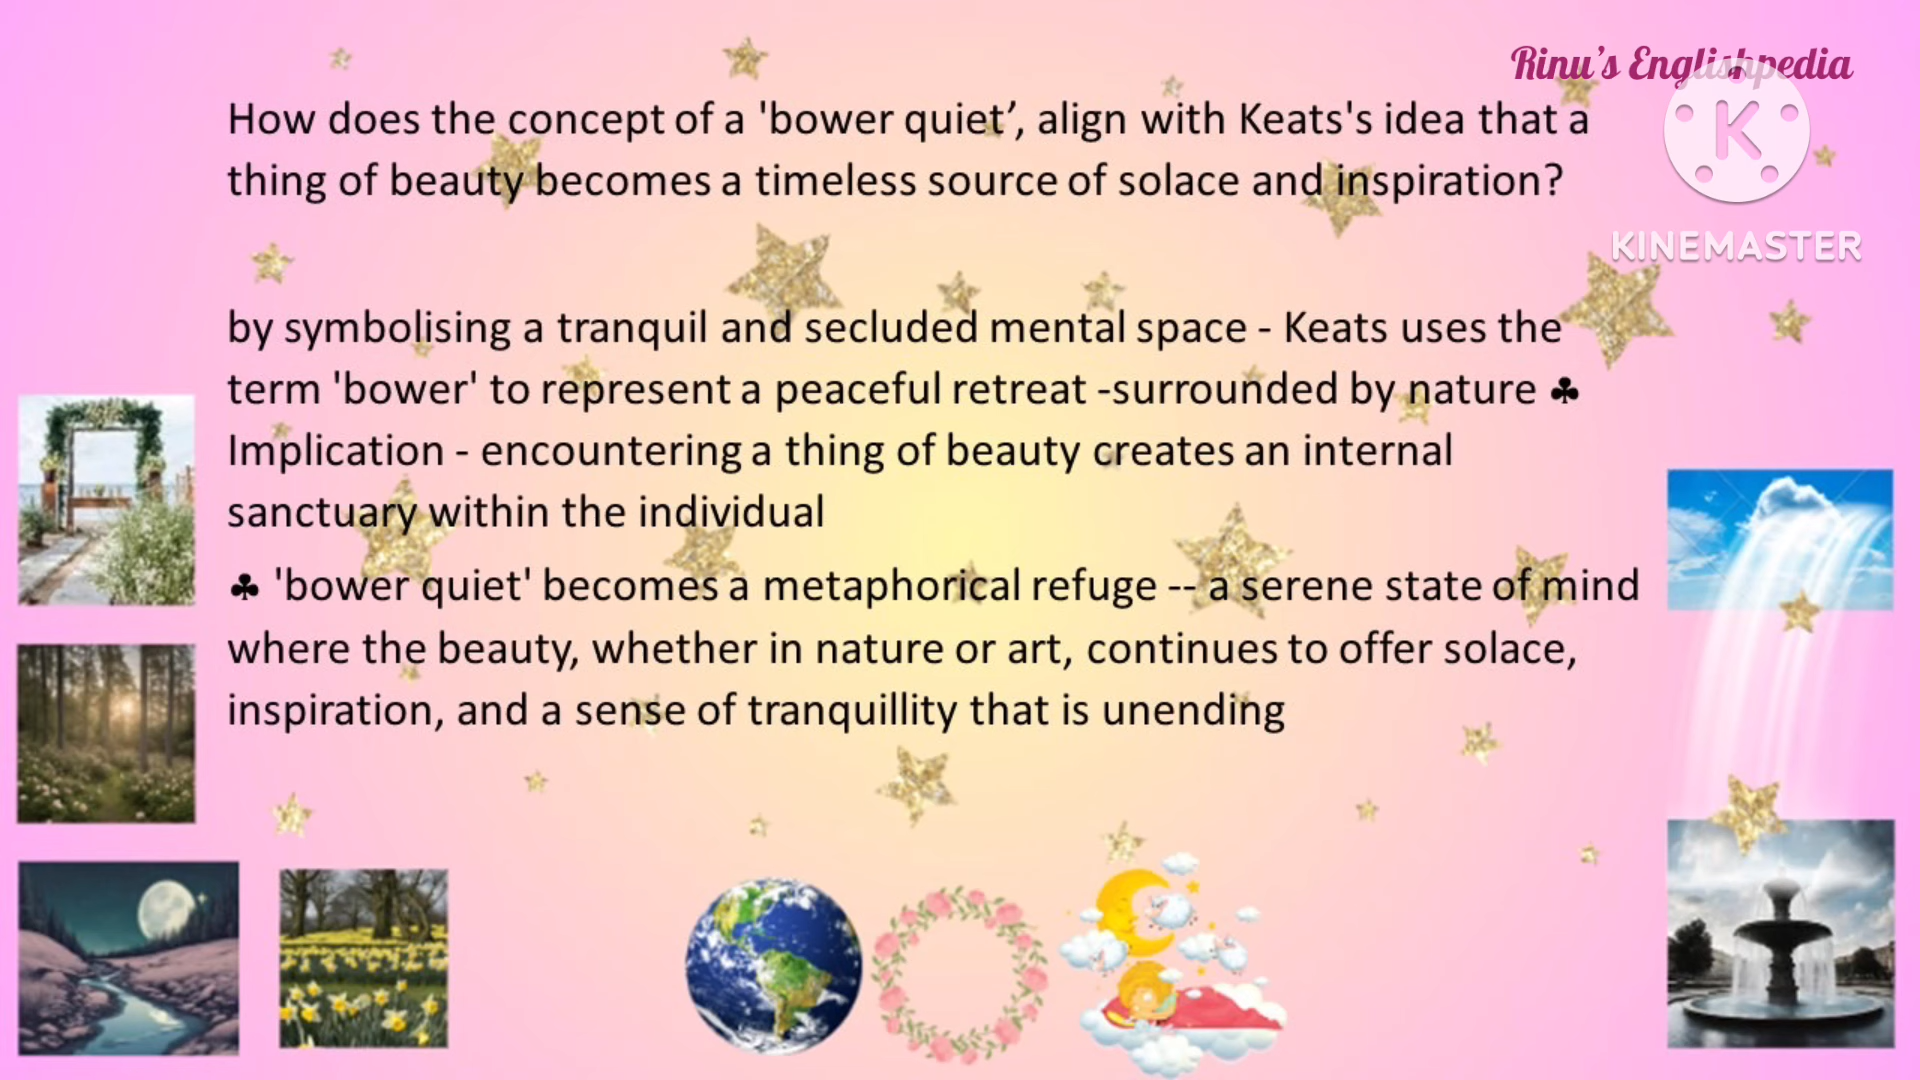 Rinu's Englishpedia
How does the concept of a 'bower quiet’, align with Keats's idea that a
thing of beauty becomes a timeless source of solace and inspiration?
K
KINEMASTER
by symbolising a tranquil and secluded mental space - Keats uses the
term 'bower' to represent a peaceful retreat -surrounded by nature ♣
Implication - encountering a thing of beauty creates an internal
sanctuary within the individual
♣ 'bower quiet' becomes a metaphorical refuge -- a serene state of mind
where the beauty, whether in nature or art, continues to offer solace,
inspiration, and a sense of tranquillity that is unending